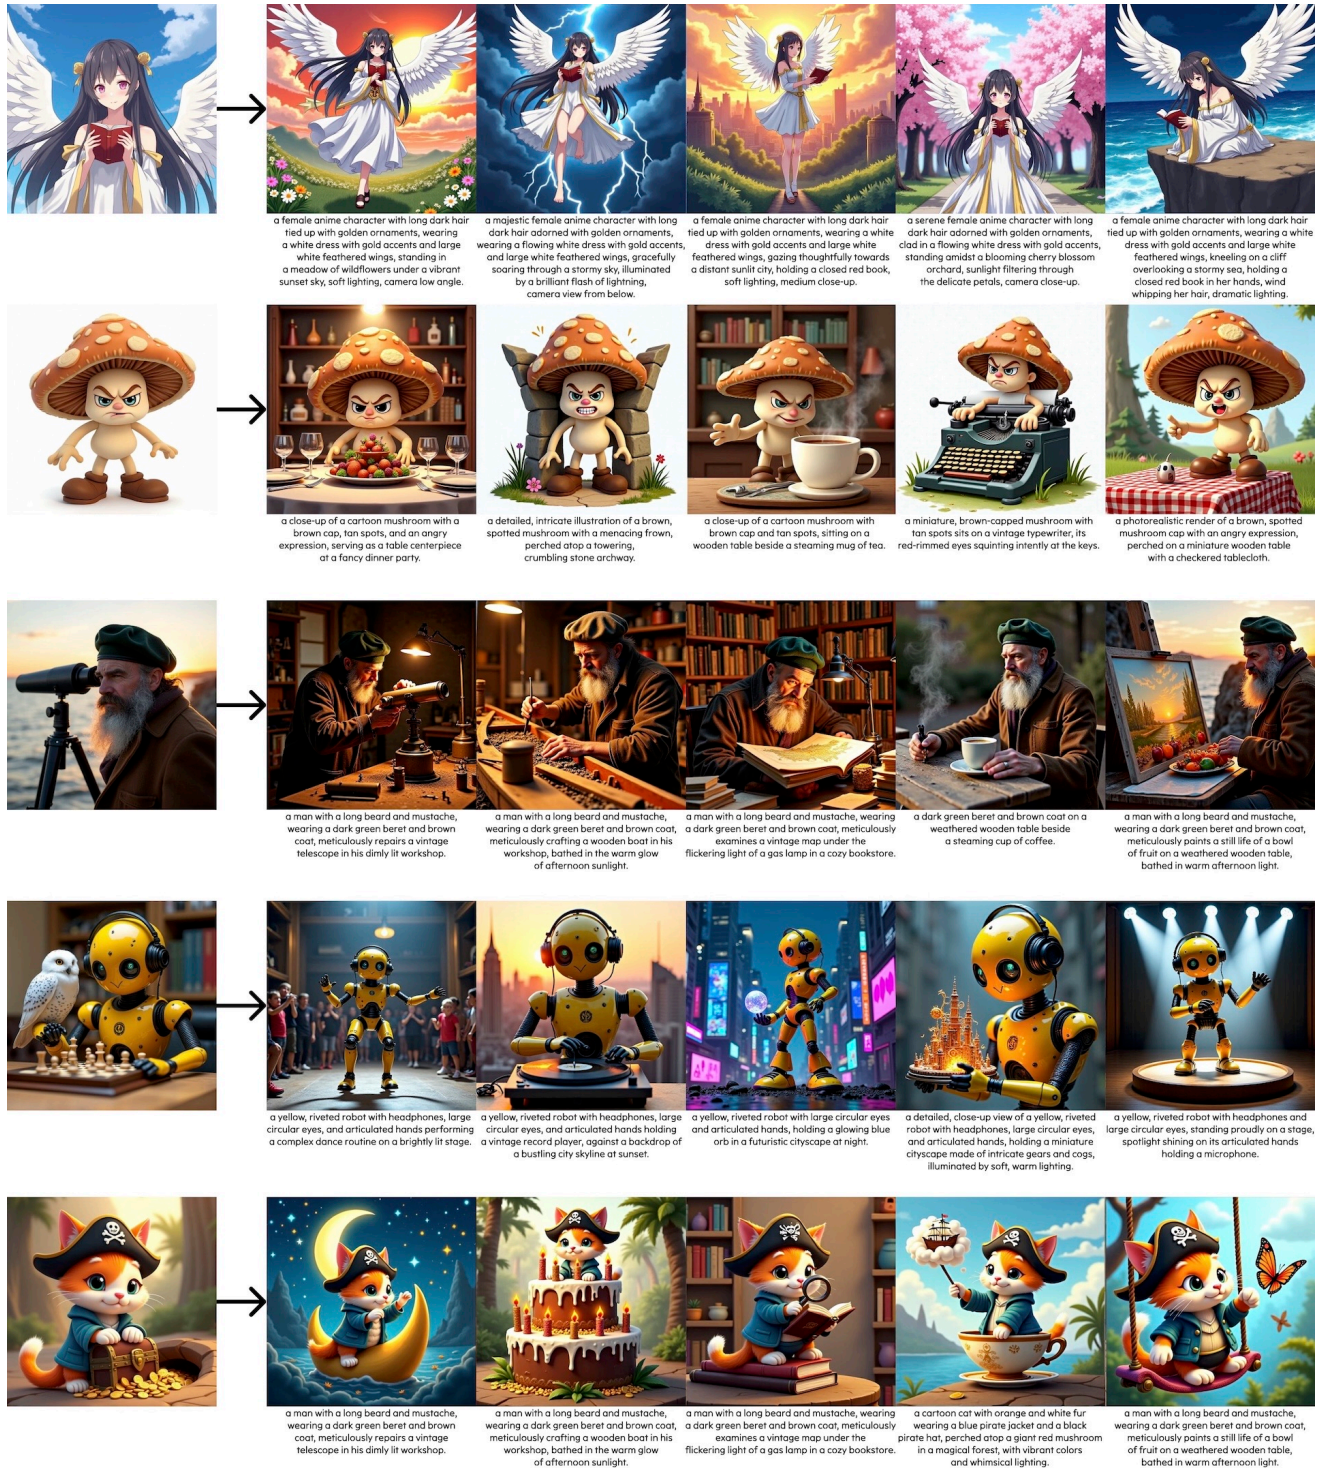 a female anime character with long dark hair
tied up with golden ornaments, wearing
a white dress with gold accents and large
white feathered wings, standing in
a meadow of wildflowers under a vibrant
sunset sky, soft lighting, camera low angle.
a majestic female anime character with long
dark hair adorned with golden ornaments,
wearing a flowing white dress with gold accents,
and large white feathered wings, gracefully
soaring through a stormy sky, illuminated
by a brilliant flash of lightning,
camera view from below.
a female anime character with long dark hair
tied up with golden ornaments, wearing a white
dress with gold accents and large white
feathered wings, gazing thoughtfully towards
a distant sunlit city, holding a closed red book,
soft lighting, medium close-up.
a serene female anime character with long
dark hair adorned with golden ornaments,
clad in a flowing white dress with gold accents,
standing amidst a blooming cherry blossom
orchard, sunlight filtering through
the delicate petals, camera close-up.
a female anime character with long dark hair
tied up with golden ornaments, wearing a white
dress with gold accents and large white
feathered wings, kneeling on a cliff
overlooking a stormy sea, holding a
closed red book in her hands, wind
whipping her hair, dramatic lighting.
a close-up of a cartoon mushroom with a
brown cap, tan spots, and an angry
expression, serving as a table centerpiece
at a fancy dinner party.
a detailed, intricate illustration of a brown,
spotted mushroom with a menacing frown,
perched atop a towering,
crumbling stone archway.
a close-up of a cartoon mushroom with
brown cap and tan spots, sitting on a
wooden table beside a steaming mug of tea.
a miniature, brown-capped mushroom with
tan spots sits on a vintage typewriter, its
red-rimmed eyes squinting intently at the keys.
a photorealistic render of a brown, spotted
mushroom cap with an angry expression,
perched on a miniature wooden table
with a checkered tablecloth.
a man with a long beard and mustache,
wearing a dark green beret and brown
coat, meticulously repairs a vintage
telescope in his dimly lit workshop.
a man with a long beard and mustache,
wearing a dark green beret and brown coat,
meticulously crafting a wooden boat in his
workshop, bathed in the warm glow
of afternoon sunlight.
a man with a long beard and mustache, wearing
a dark green beret and brown coat, meticulously
examines a vintage map under the
flickering light of a gas lamp in a cozy bookstore.
a dark green beret and brown coat on a
weathered wooden table beside
a steaming cup of coffee.
a man with a long beard and mustache,
wearing a dark green beret and brown coat,
meticulously paints a still life of a bowl
of fruit on a weathered wooden table,
bathed in warm afternoon light.
a yellow, riveted robot with headphones, large
circular eyes, and articulated hands performing
a complex dance routine on a brightly lit stage.
a yellow, riveted robot with headphones, large
circular eyes, and articulated hands holding
a vintage record player, against a backdrop of
a bustling city skyline at sunset.
a yellow, riveted robot with large circular eyes
and articulated hands, holding a glowing blue
orb in a futuristic cityscape at night.
a detailed, close-up view of a yellow, riveted
robot with headphones, large circular eyes,
and articulated hands, holding a miniature
cityscape made of intricate gears and cogs,
illuminated by soft, warm lighting.
a yellow, riveted robot with headphones and
large circular eyes, standing proudly on a stage,
spotlight shining on its articulated hands
holding a microphone.
a man with a long beard and mustache,
wearing a dark green beret and brown
coat, meticulously repairs a vintage
telescope in his dimly lit workshop.
a man with a long beard and mustache,
wearing a dark green beret and brown coat,
meticulously crafting a wooden boat in his
workshop, bathed in the warm glow
of afternoon sunlight.
a man with a long beard and mustache, wearing
a dark green beret and brown coat, meticulously
examines a vintage map under the
flickering light of a gas lamp in a cozy bookstore.
a cartoon cat with orange and white fur
wearing a blue pirate jacket and a black
pirate hat, perched atop a giant red mushroom
in a magical forest, with vibrant colors
and whimsical lighting.
a man with a long beard and mustache,
wearing a dark green beret and brown coat,
meticulously paints a still life of a bowl
of fruit on a weathered wooden table,
bathed in warm afternoon light.